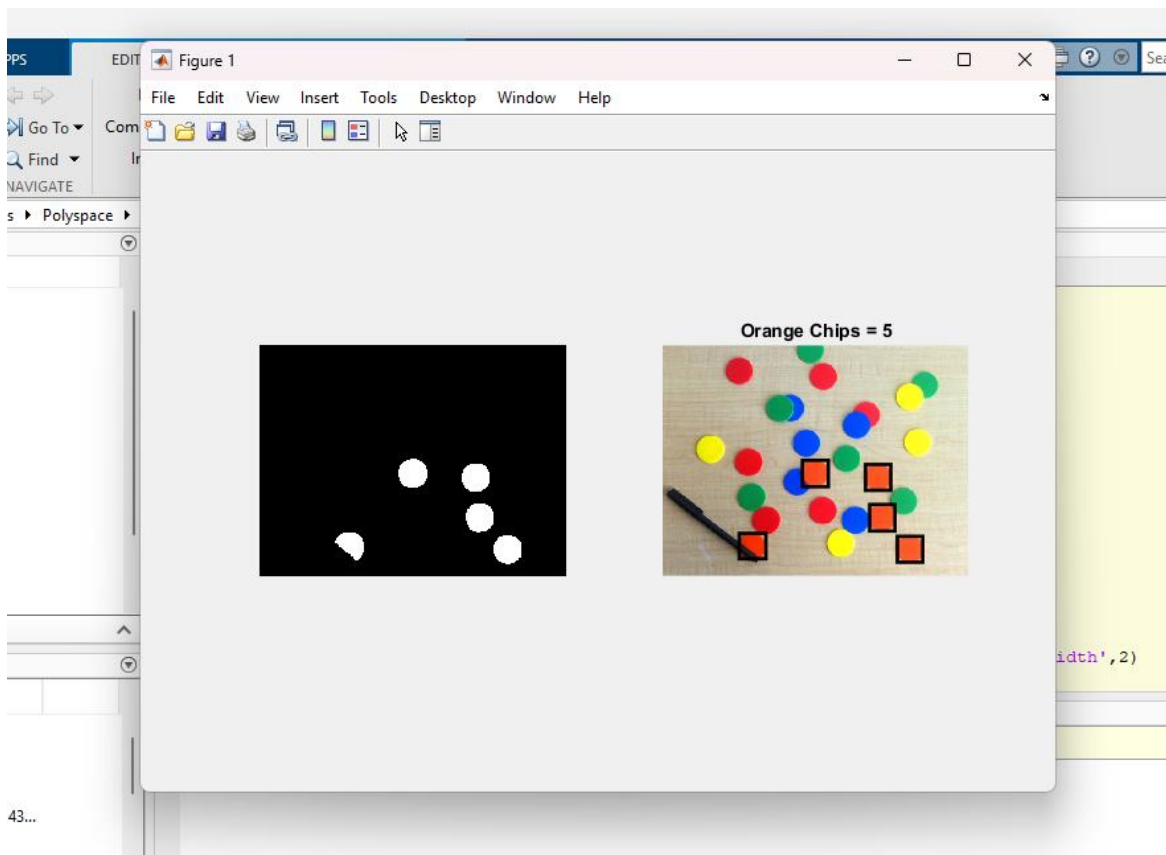 PPS
EDIT
Figure 1
Sea
File Edit View Insert Tools Desktop Window Help
Go To
Com
Find
NAVIGATE
s Polyspace
Orange Chips = 5
idth',2)
43...